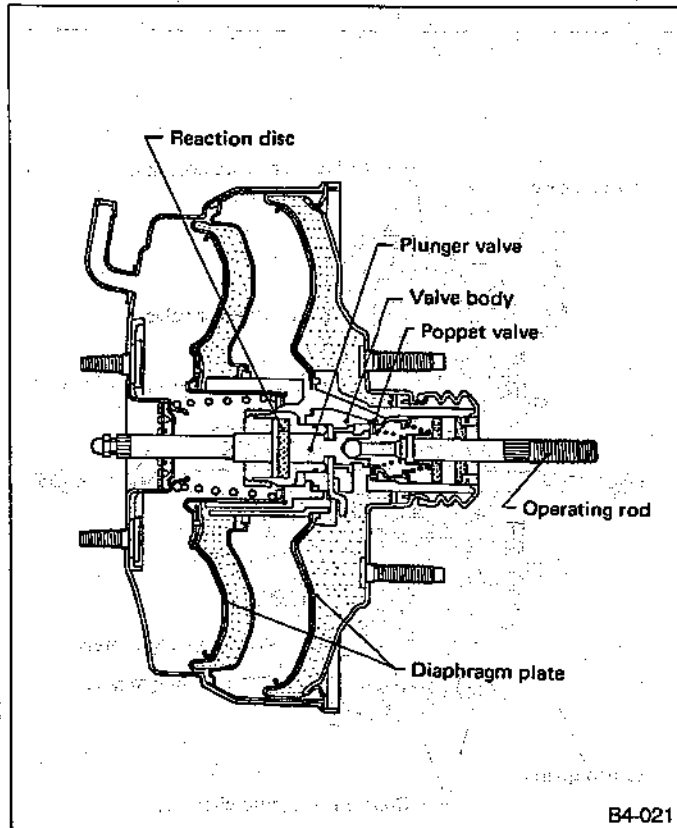 Reaction disc
Plunger valve
Valve body
Poppet valve
Operating rod
Diaphragm plate
B4-021